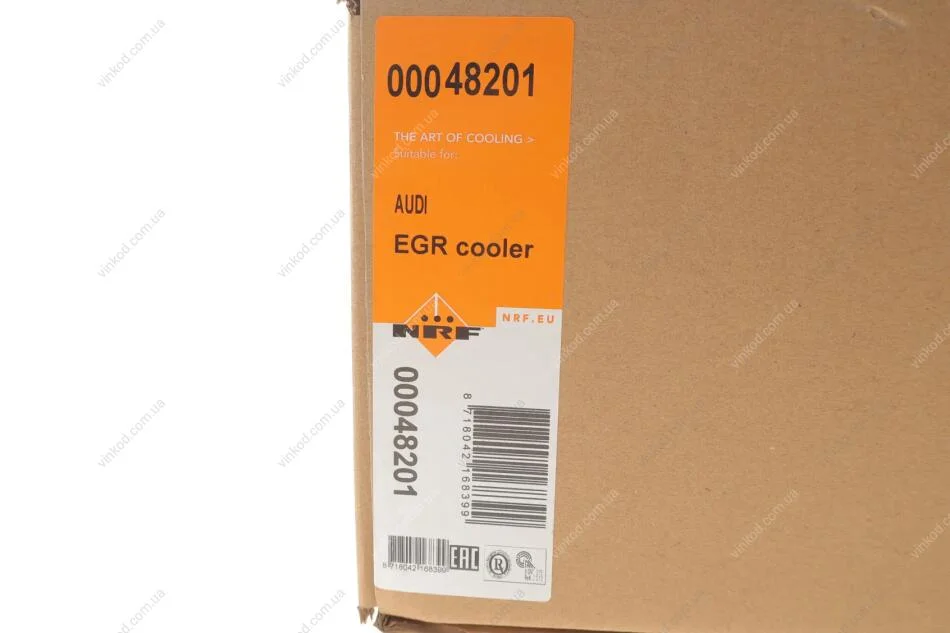 00048201
THE ART OF COOLING >
Suitable for:
AUDI
EGR cooler
NRF
NRF.EU
00048201
8 718042 168399
8 718042 168399
EAC
R
vinkod.com.ua